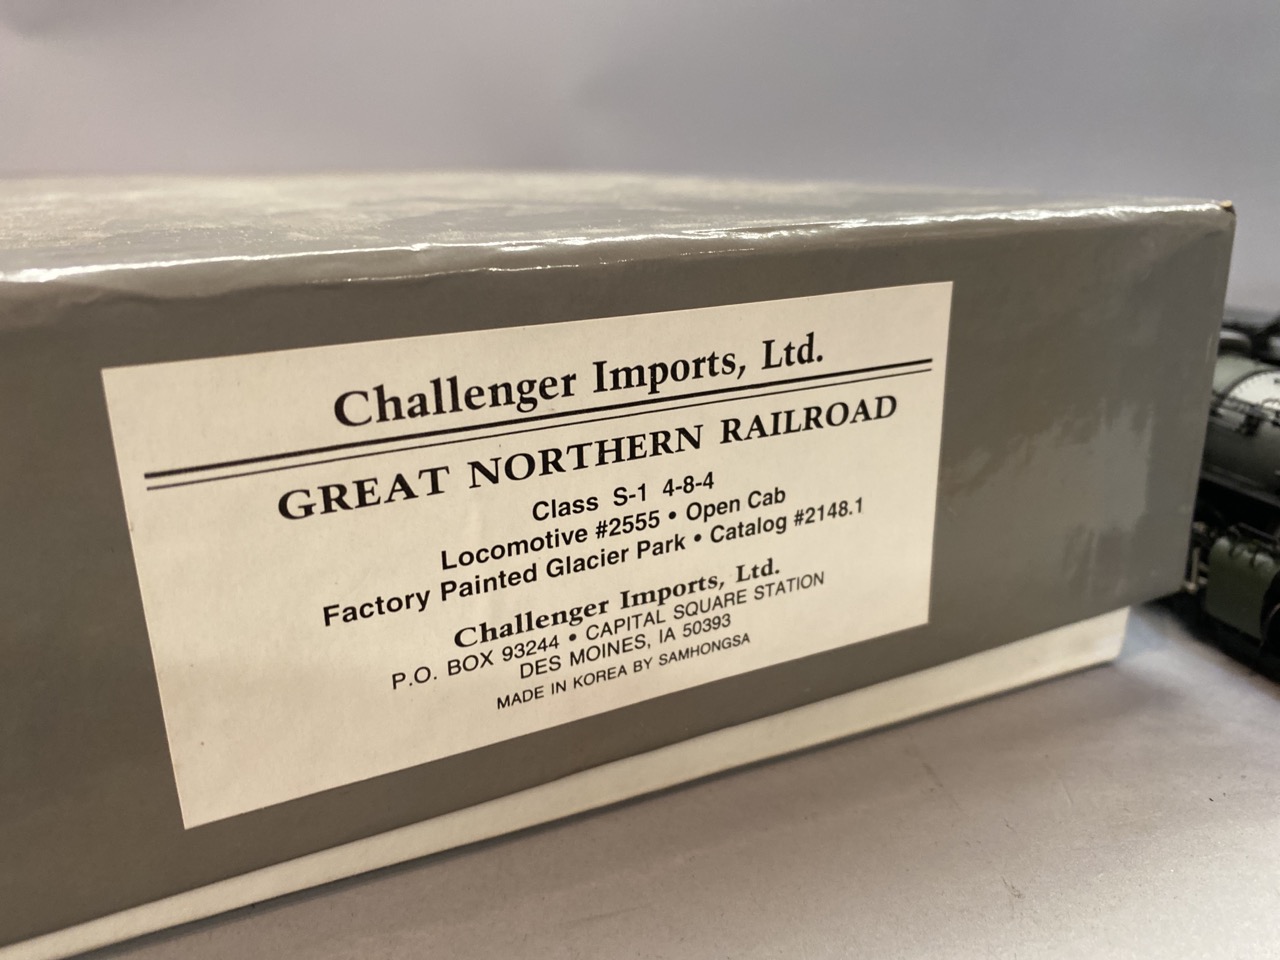 Challenger Imports, Ltd.
GREAT NORTHERN RAILROAD
Class S-1 4-8-4
Locomotive #2555 • Open Cab
Factory Painted Glacier Park • Catalog #2148.1
Challenger Imports, Ltd.
P.O. BOX 93244 • CAPITAL SQUARE STATION
DES MOINES, IA 50393
MADE IN KOREA BY SAMHONGSA